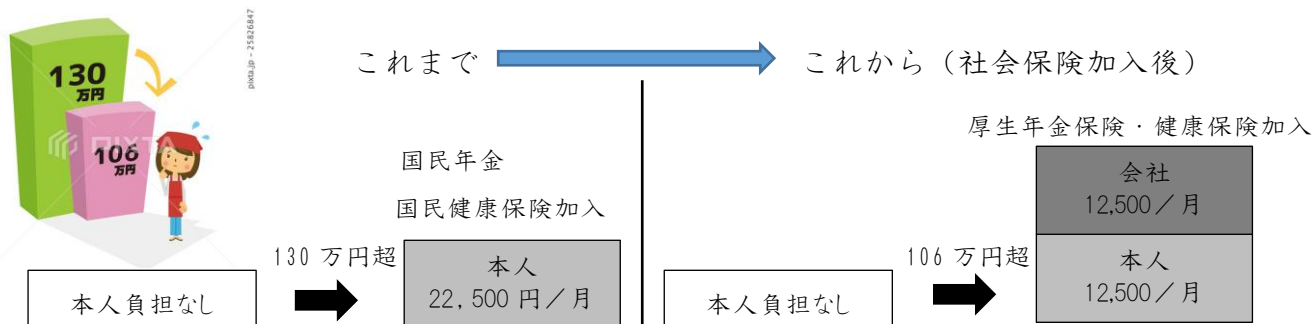 pixta.jp - 25826847
130
万円
PIXTA
106
万円
これまで
これから（社会保険加入後）
国民年金
国民健康保険加入
厚生年金保険・健康保険加入
会社
12,500／月
本人負担なし
130 万円超
本人
22,500 円／月
本人負担なし
106 万円超
本人
12,500／月